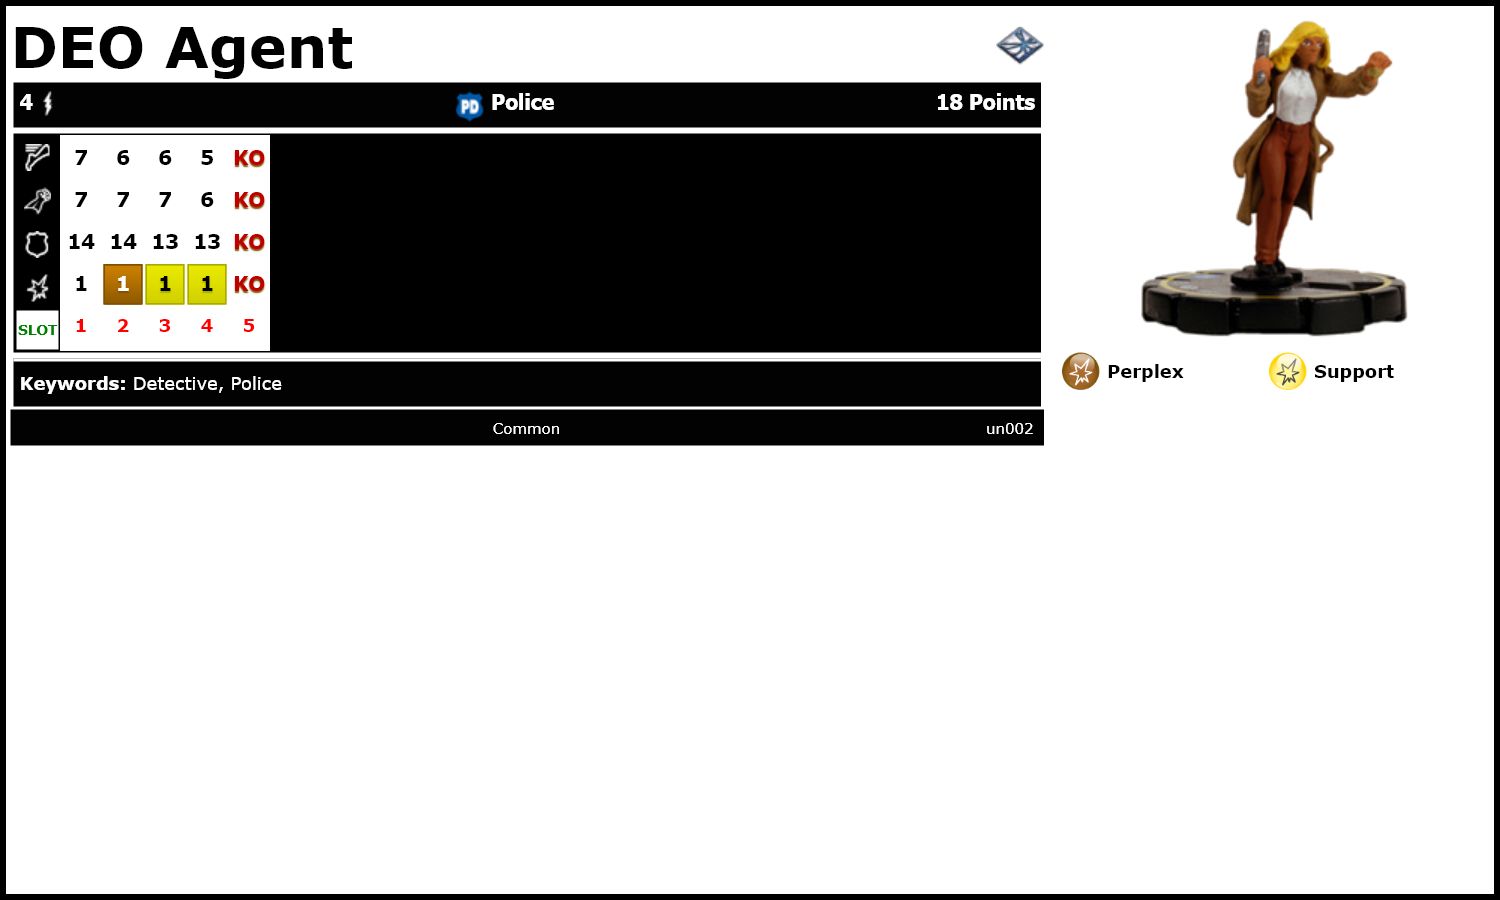 DEO Agent
4 PD Police 18 Points
7 6 6 5 KO
7 7 7 6 KO
14 14 13 13 KO
1 1 1 1 KO
SLOT 1 2 3 4 5
Perplex Support
Keywords: Detective, Police
Common un002